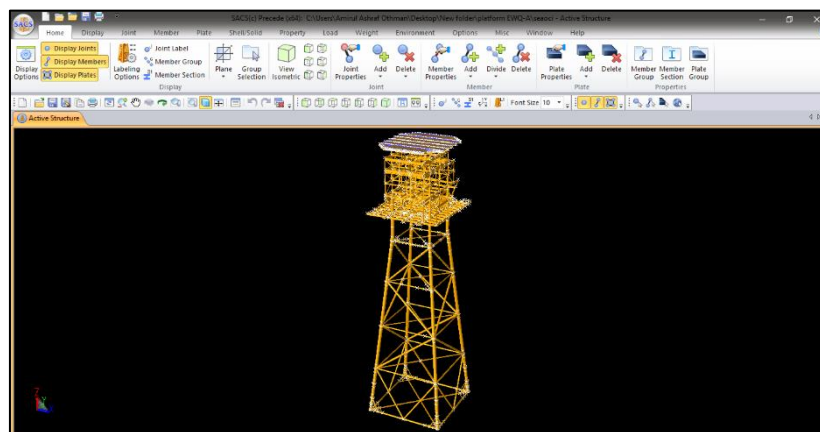 SACS
SACS(c) Precede (x64): C:\Users\Amirul Ashraf Othman\Desktop\New folder\platform EWQ-A\seaoci - Active Structure
Home Display Joint Member Plate Shell/Solid Property Load Weight Environment Options Misc Window Help
Display Options
Display Joints
Display Members
Display Plates
Labeling Options
Joint Label
Member Group
Member Section
Plane
Group Selection
View Isometric
Joint Properties
Add
Delete
Member Properties
Add
Divide
Delete
Plate Properties
Add
Delete
Member Group
Member Section
Plate Group
Display
Joint
Member
Plate
Properties
Font Size 10
Active Structure